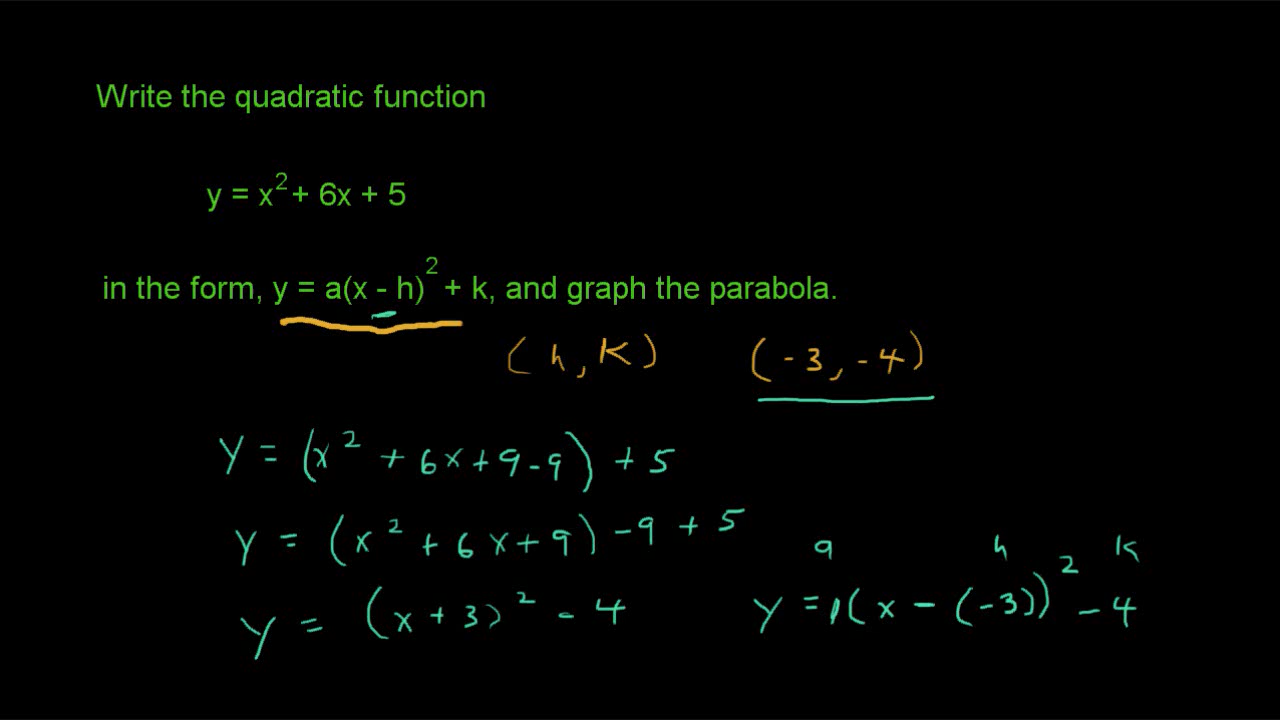 Write the quadratic function
y = x² + 6x + 5
in the form, y = a(x - h)² + k, and graph the parabola.
(h, K) (-3, -4)
y = (x² + 6x + 9 - 9) + 5
y = (x² + 6x + 9) - 9 + 5
a h k
y = (x + 3)² - 4 y = 1(x - (-3))² - 4